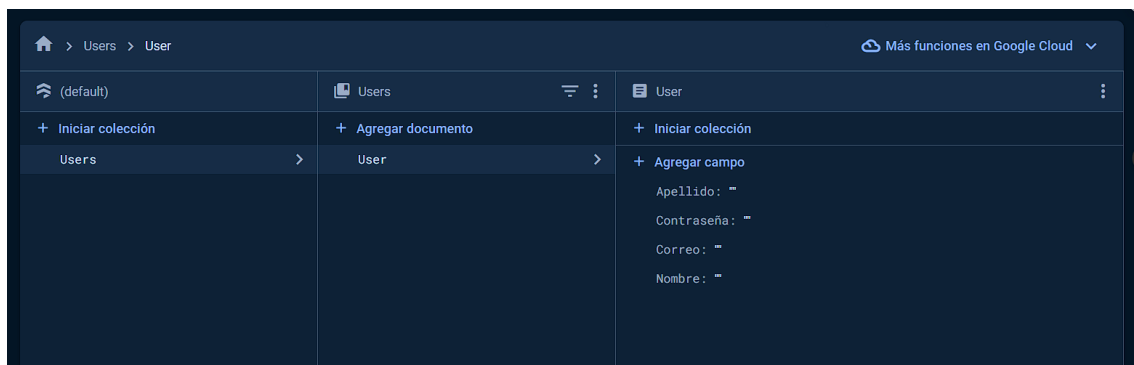 Users User Más funciones en Google Cloud
(default)
Iniciar colección
Users
Users
Agregar documento
User
User
Iniciar colección
Agregar campo
Apellido: ""
Contraseña: ""
Correo: ""
Nombre: ""